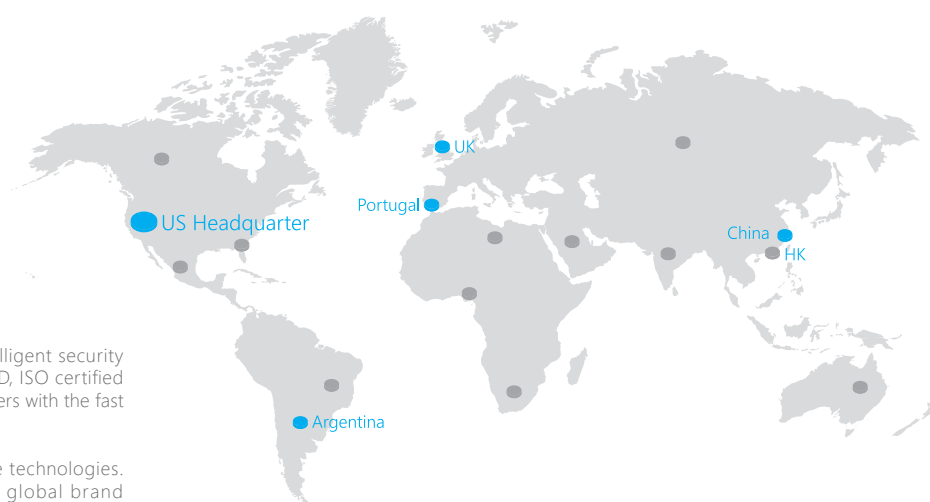 UK
Portugal
US Headquarter
China
HK
lligent security
D, ISO certified
ers with the fast
Argentina
e technologies.
global brand